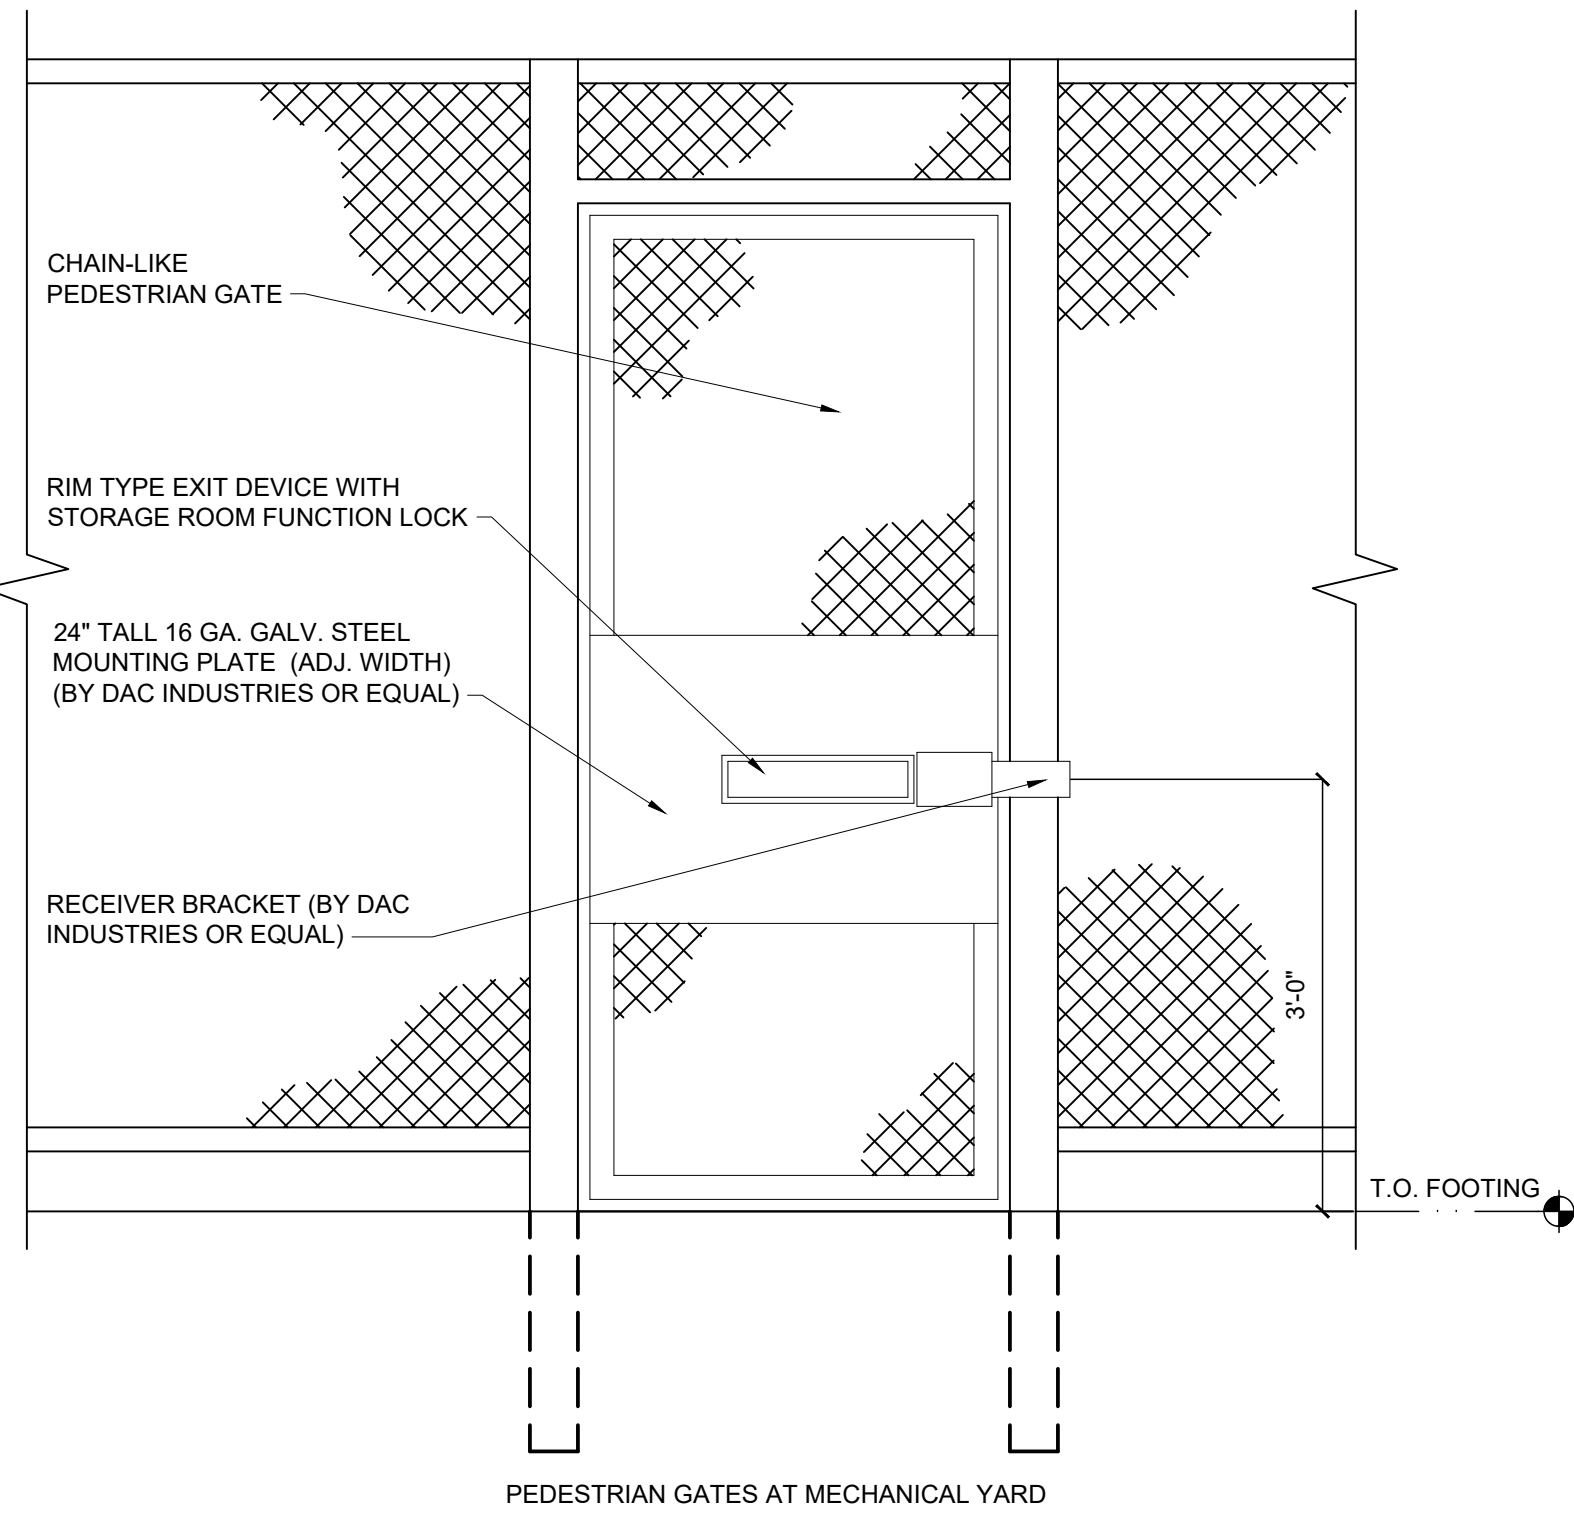 CHAIN-LIKE
PEDESTRIAN GATE
RIM TYPE EXIT DEVICE WITH
STORAGE ROOM FUNCTION LOCK
24" TALL 16 GA. GALV. STEEL
MOUNTING PLATE (ADJ. WIDTH)
(BY DAC INDUSTRIES OR EQUAL)
RECEIVER BRACKET (BY DAC
INDUSTRIES OR EQUAL)
3'-0"
T.O. FOOTING
PEDESTRIAN GATES AT MECHANICAL YARD